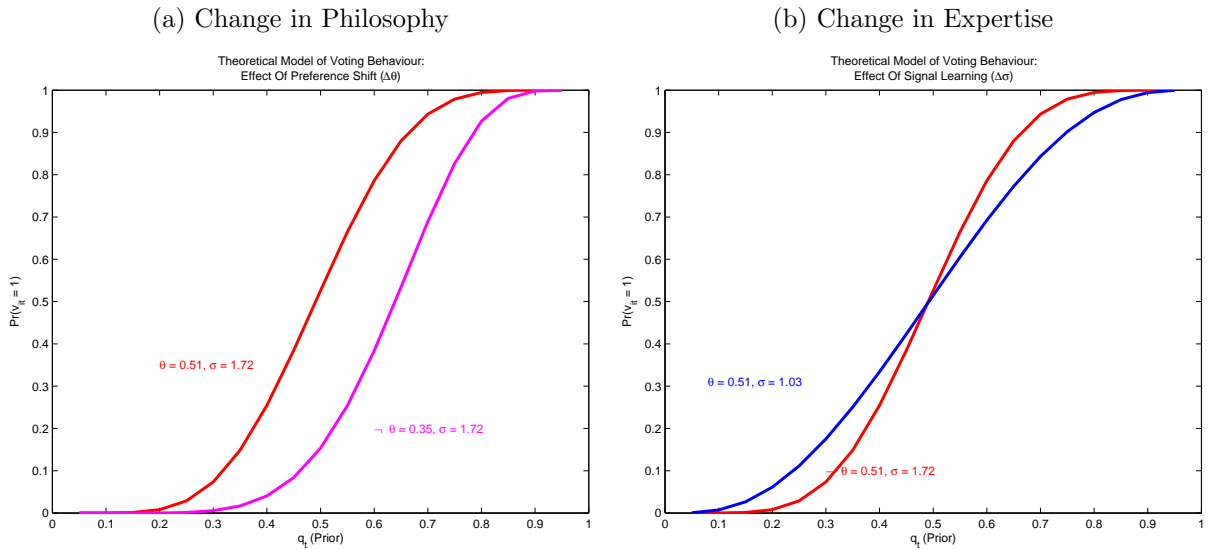 (a) Change in Philosophy
Theoretical Model of Voting Behaviour:
Effect Of Preference Shift (Δθ)
1
0.9
0.8
0.7
0.6
0.5
0.4
0.3
0.2
0.1
0
Pr(v_it = 1)
θ = 0.51, σ = 1.72
¬ θ = 0.35, σ = 1.72
0 0.1 0.2 0.3 0.4 0.5 0.6 0.7 0.8 0.9 1
q_t (Prior)
(b) Change in Expertise
Theoretical Model of Voting Behaviour:
Effect Of Signal Learning (Δσ)
1
0.9
0.8
0.7
0.6
0.5
0.4
0.3
0.2
0.1
0
Pr(v_it = 1)
θ = 0.51, σ = 1.03
¬ θ = 0.51, σ = 1.72
0 0.1 0.2 0.3 0.4 0.5 0.6 0.7 0.8 0.9 1
q_t (Prior)